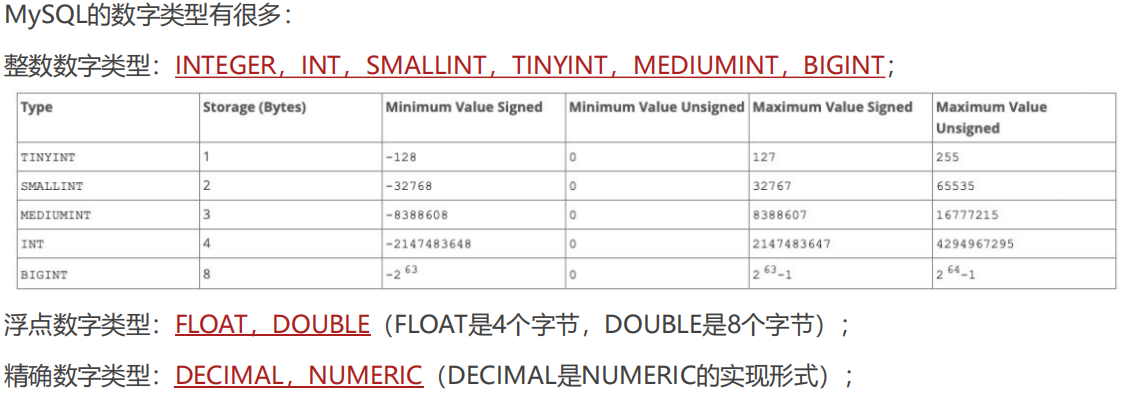 MySQL的数字类型有很多：
整数数字类型：INTEGER，INT，SMALLINT，TINYINT，MEDIUMINT，BIGINT；
Type Storage (Bytes) Minimum Value Signed Minimum Value Unsigned Maximum Value Signed Maximum Value Unsigned
TINYINT 1 -128 0 127 255
SMALLINT 2 -32768 0 32767 65535
MEDIUMINT 3 -8388608 0 8388607 16777215
INT 4 -2147483648 0 2147483647 4294967295
BIGINT 8 -2^63 0 2^63-1 2^64-1
浮点数字类型：FLOAT，DOUBLE（FLOAT是4个字节，DOUBLE是8个字节）；
精确数字类型：DECIMAL，NUMERIC（DECIMAL是NUMERIC的实现形式）；